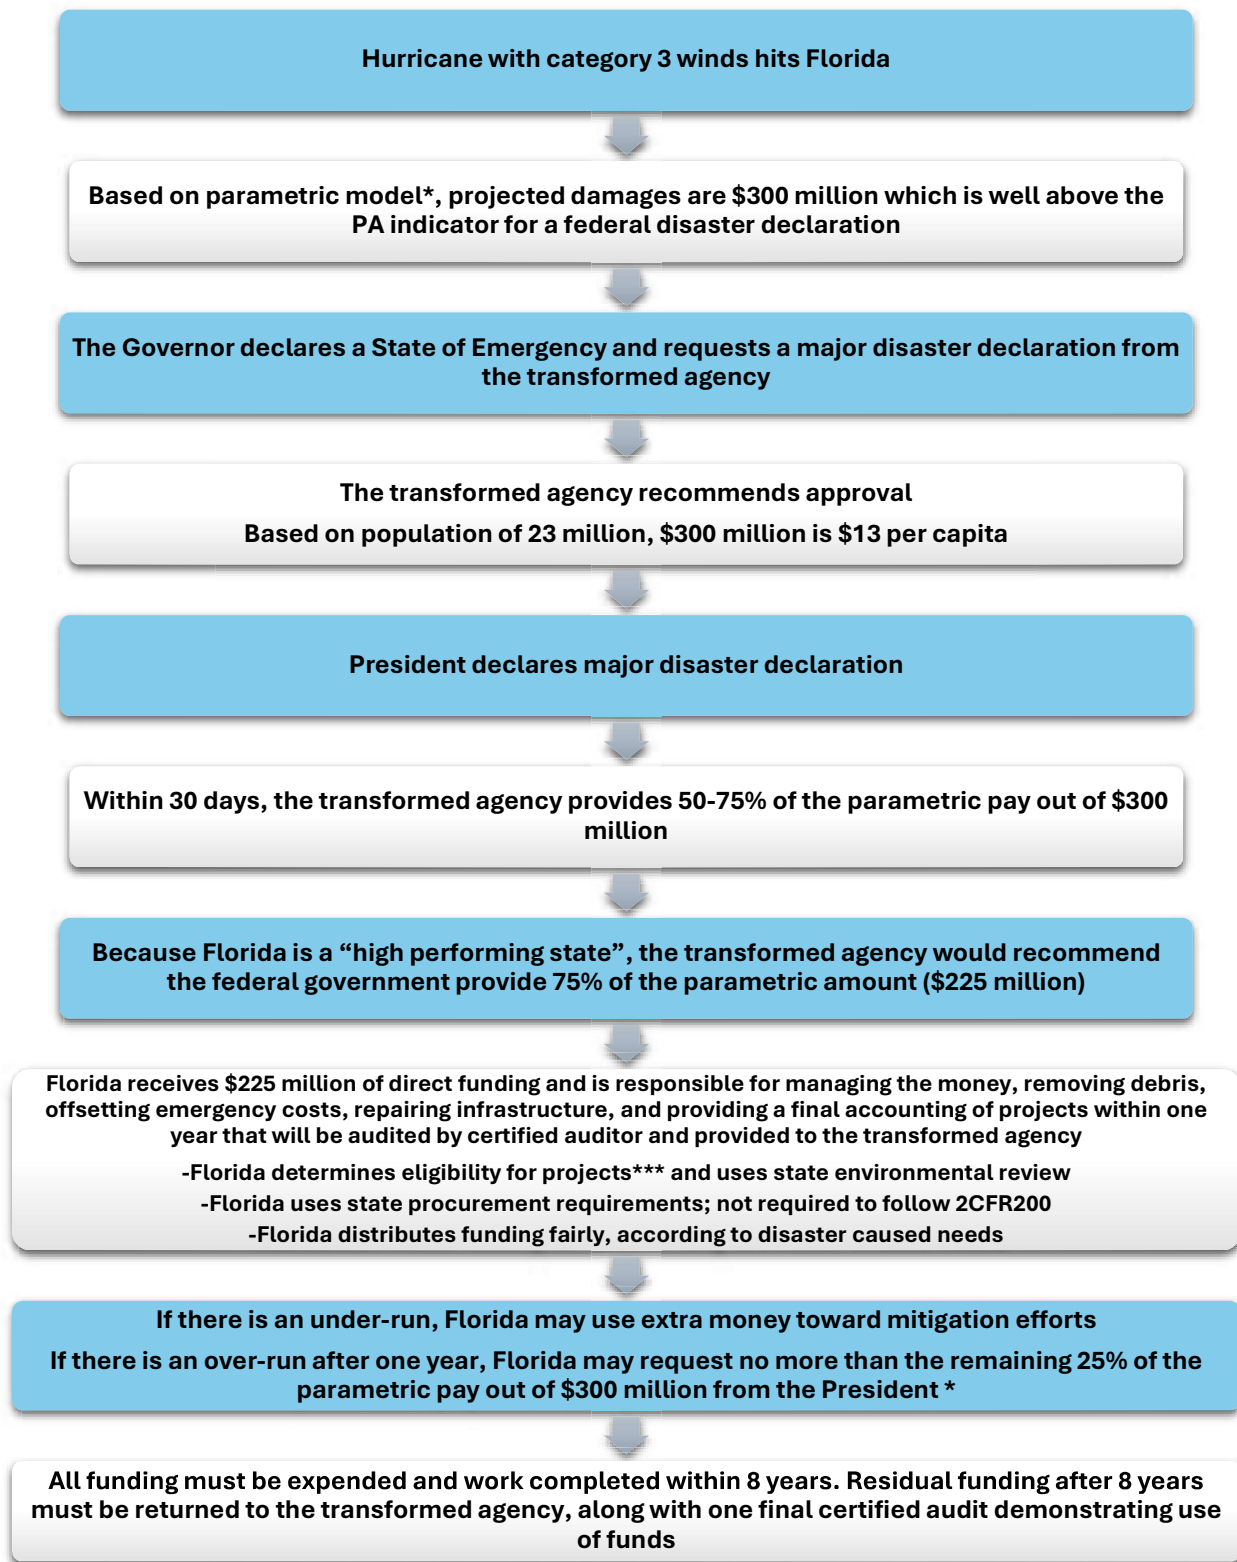 Hurricane with category 3 winds hits Florida
Based on parametric model*, projected damages are $300 million which is well above the
PA indicator for a federal disaster declaration
The Governor declares a State of Emergency and requests a major disaster declaration from
the transformed agency
The transformed agency recommends approval
Based on population of 23 million, $300 million is $13 per capita
President declares major disaster declaration
Within 30 days, the transformed agency provides 50-75% of the parametric pay out of $300
million
Because Florida is a “high performing state”, the transformed agency would recommend
the federal government provide 75% of the parametric amount ($225 million)
Florida receives $225 million of direct funding and is responsible for managing the money, removing debris,
offsetting emergency costs, repairing infrastructure, and providing a final accounting of projects within one
year that will be audited by certified auditor and provided to the transformed agency
-Florida determines eligibility for projects*** and uses state environmental review
-Florida uses state procurement requirements; not required to follow 2CFR200
-Florida distributes funding fairly, according to disaster caused needs
If there is an under-run, Florida may use extra money toward mitigation efforts
If there is an over-run after one year, Florida may request no more than the remaining 25% of the
parametric pay out of $300 million from the President *
All funding must be expended and work completed within 8 years. Residual funding after 8 years
must be returned to the transformed agency, along with one final certified audit demonstrating use
of funds